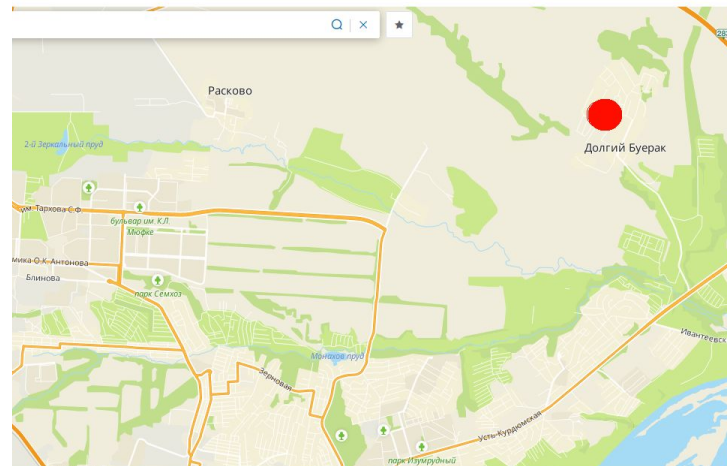 Расково
2-й Зеркальный пруд
Долгий Буерак
им. Тархова С.Ф.
бульвар им. К.Л.
Мюфке
мика О.К. Антонова
Блинова
парк Семхоз
Монахов пруд
Ивантеевск
Зерновая
Усть-Курдюмская
парк Изумрудный